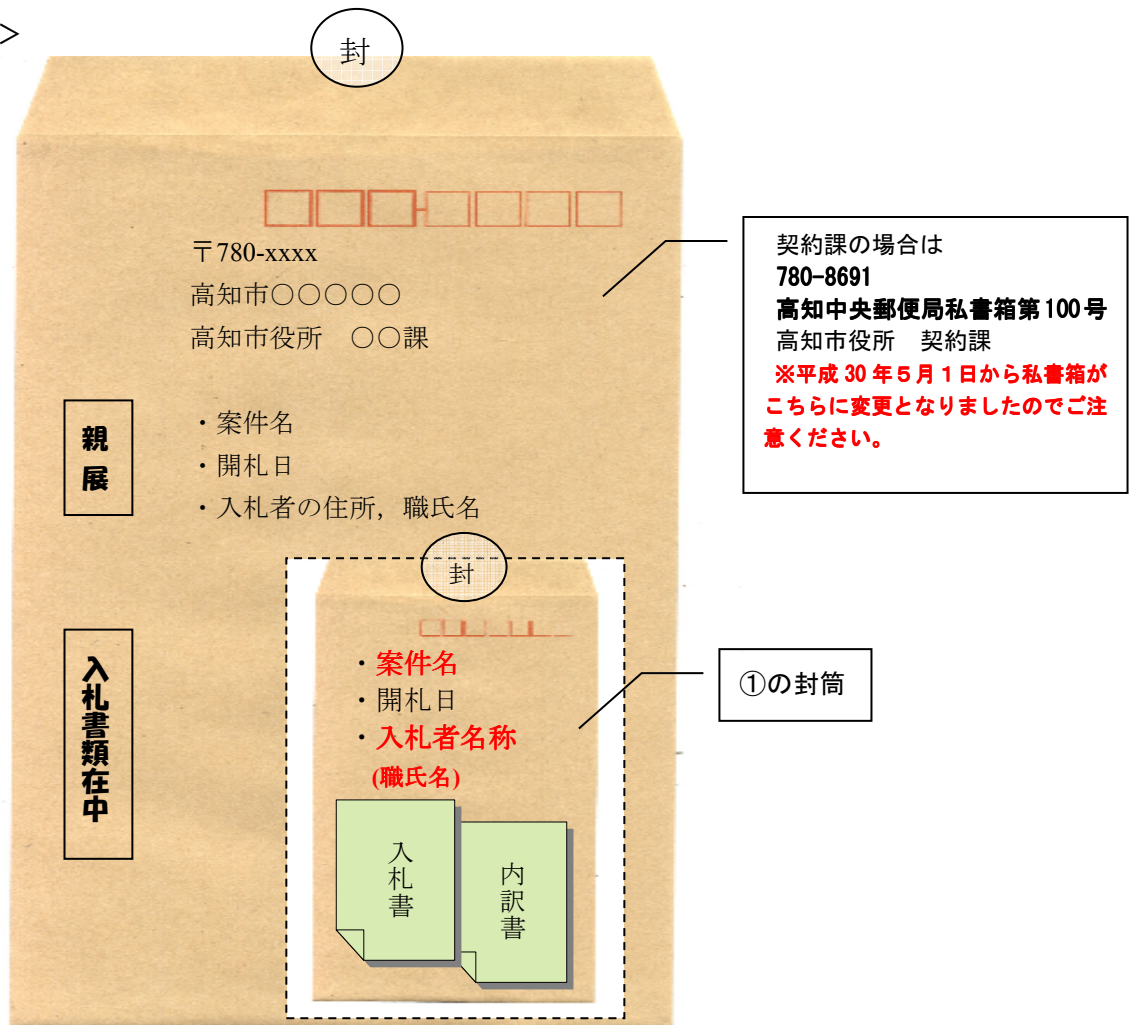 >
封
〒780-xxxx
高知市○○○○○
高知市役所　○○課
契約課の場合は
780-8691
高知中央郵便局私書箱第100号
高知市役所　契約課
※平成 30 年５月１日から私書箱が
こちらに変更となりましたのでご注
意ください。
親展
・案件名
・開札日
・入札者の住所，職氏名
入札書類在中
封
・案件名
・開札日
・入札者名称
(職氏名)
①の封筒
入札書
内訳書